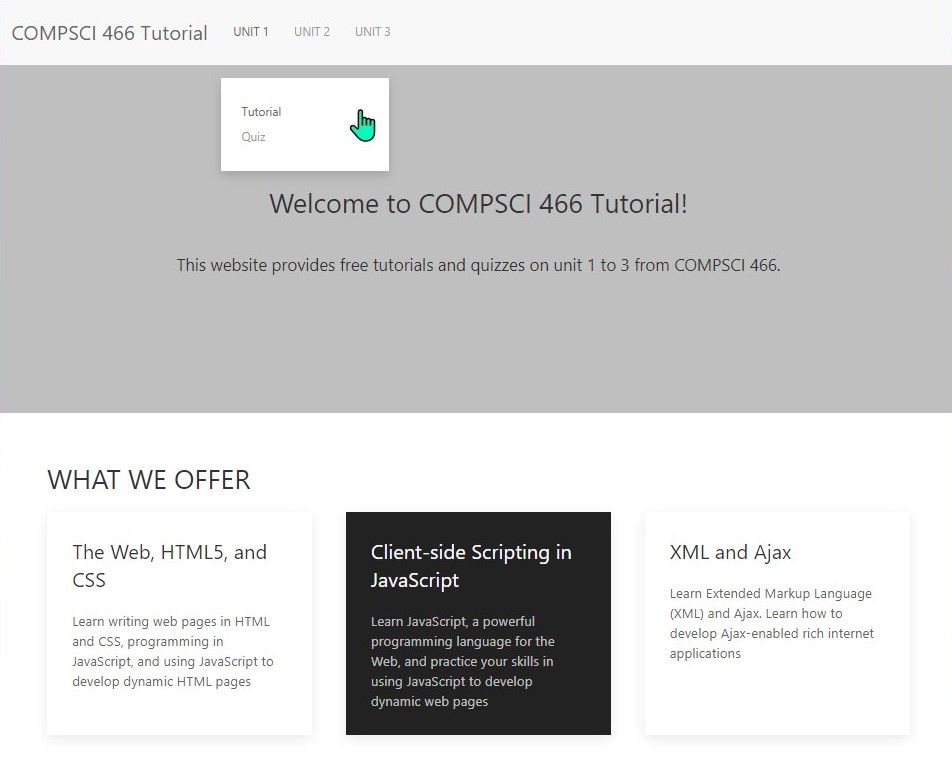 COMPSCI 466 Tutorial
UNIT 1
UNIT 2
UNIT 3
Tutorial
Quiz
Welcome to COMPSCI 466 Tutorial!
This website provides free tutorials and quizzes on unit 1 to 3 from COMPSCI 466.
WHAT WE OFFER
The Web, HTML5, and
CSS
Learn writing web pages in HTML
and CSS, programming in
JavaScript, and using JavaScript to
develop dynamic HTML pages
Client-side Scripting in
JavaScript
Learn JavaScript, a powerful
programming language for the
Web, and practice your skills in
using JavaScript to develop
dynamic web pages
XML and Ajax
Learn Extended Markup Language
(XML) and Ajax. Learn how to
develop Ajax-enabled rich internet
applications